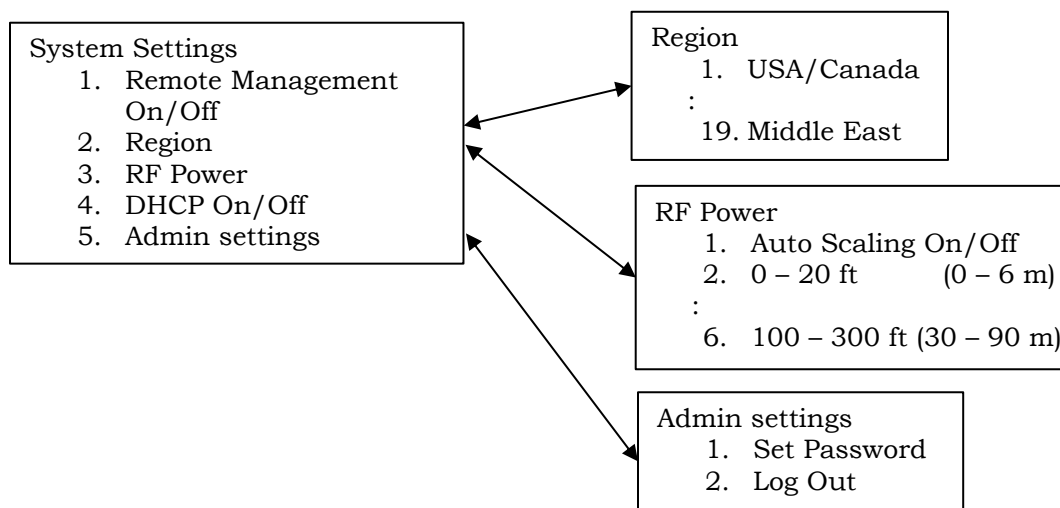 System Settings
1. Remote Management
On/Off
2. Region
3. RF Power
4. DHCP On/Off
5. Admin settings
Region
1. USA/Canada
:
19. Middle East
RF Power
1. Auto Scaling On/Off
2. 0 – 20 ft (0 – 6 m)
:
6. 100 – 300 ft (30 – 90 m)
Admin settings
1. Set Password
2. Log Out